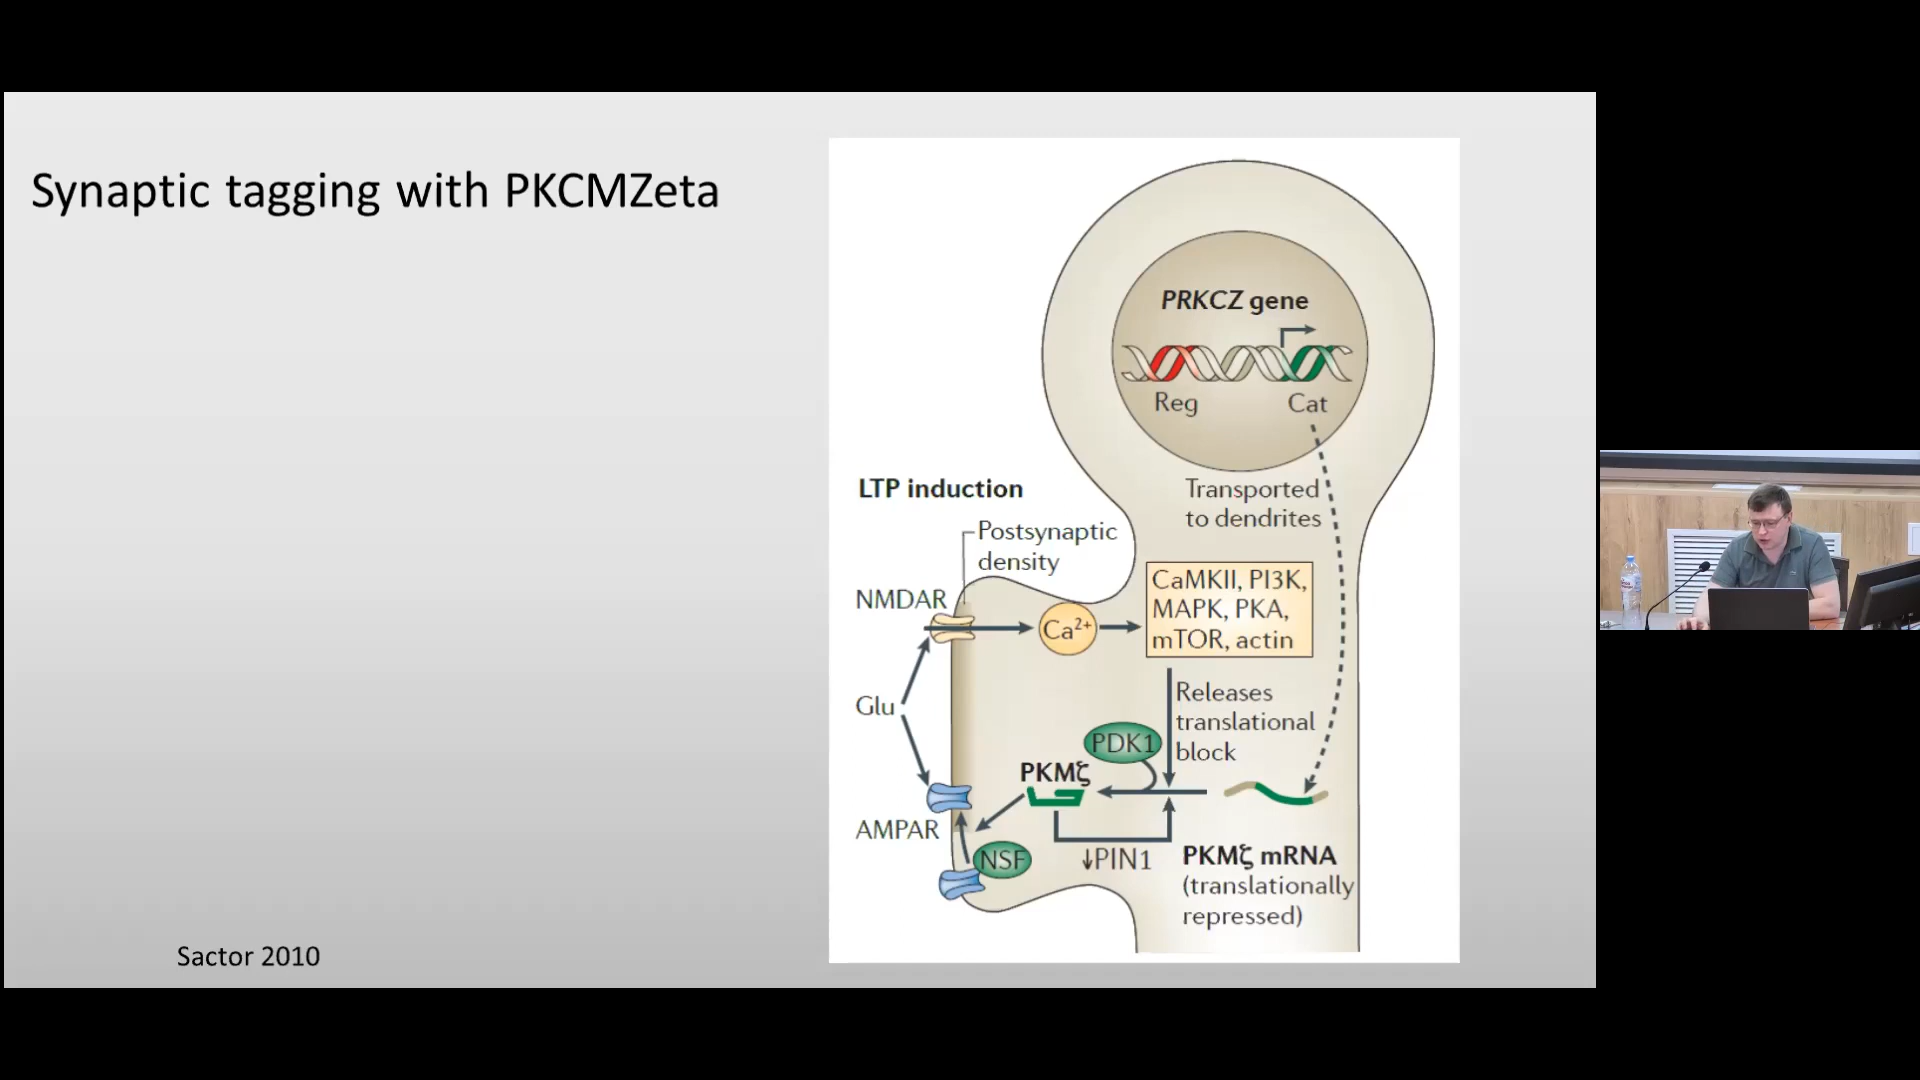 Synaptic tagging with PKCMZeta
PRKCZ gene
Reg
Cat
LTP induction
Transported
to dendrites
Postsynaptic
density
NMDAR
Ca2+
CaMKII, PI3K,
MAPK, PKA,
mTOR, actin
Glu
Releases
translational
block
PDK1
PKMζ
AMPAR
NSF
↓PIN1
PKMζ mRNA
(translationally
repressed)
Sactor 2010